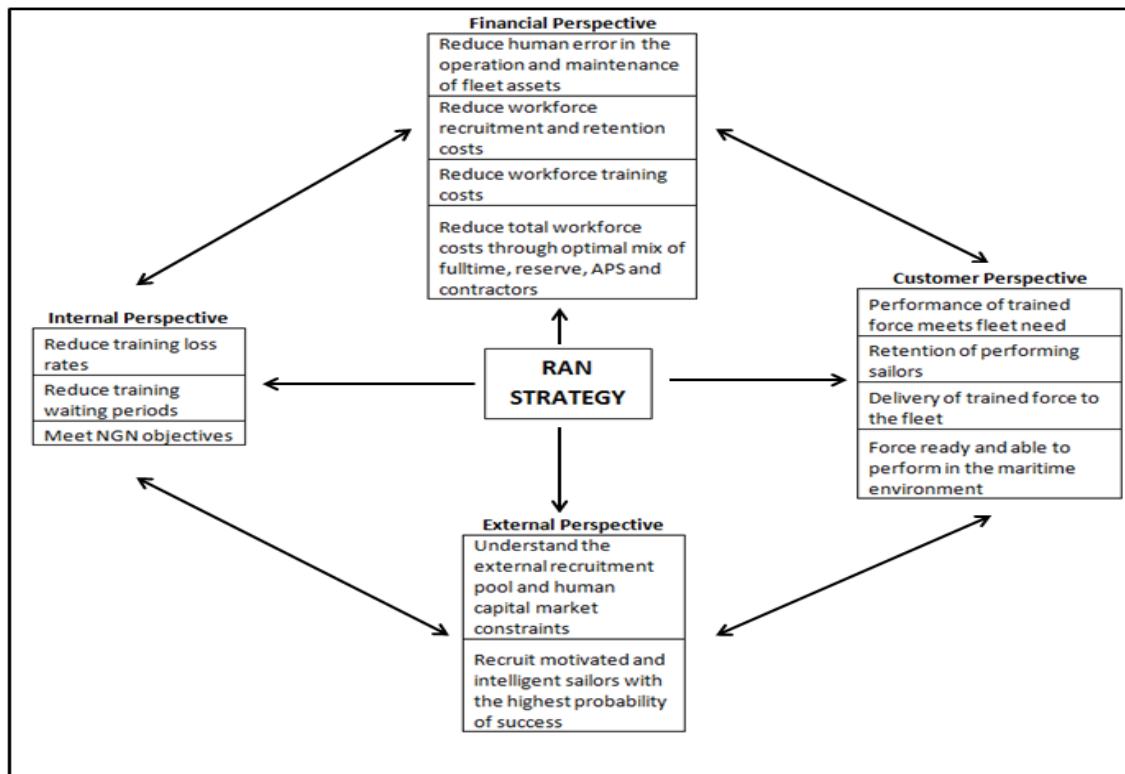 Financial Perspective
Reduce human error in the
operation and maintenance
of fleet assets
Reduce workforce
recruitment and retention
costs
Reduce workforce training
costs
Reduce total workforce
costs through optimal mix of
fulltime, reserve, APS and
contractors
Internal Perspective
Reduce training loss
rates
Reduce training
waiting periods
Meet NGN objectives
RAN
STRATEGY
Customer Perspective
Performance of trained
force meets fleet need
Retention of performing
sailors
Delivery of trained force to
the fleet
Force ready and able to
perform in the maritime
environment
External Perspective
Understand the
external recruitment
pool and human
capital market
constraints
Recruit motivated and
intelligent sailors with
the highest probability
of success